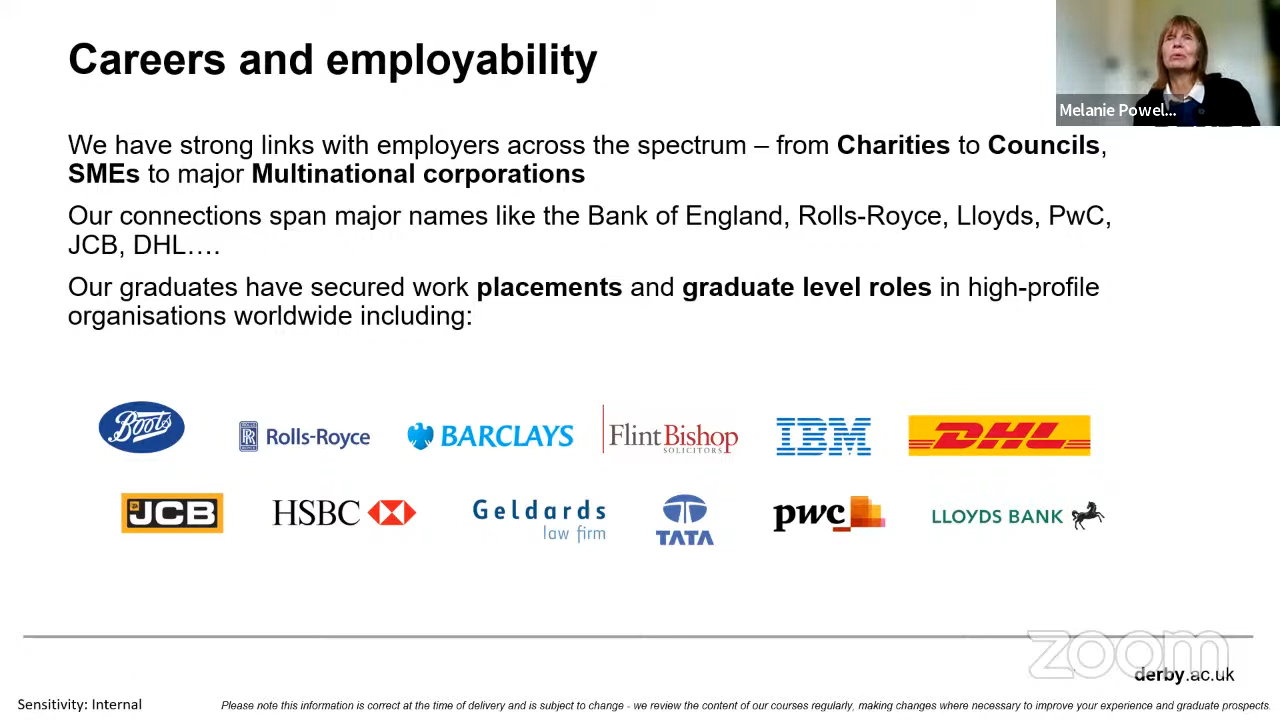 Careers and employability
Melanie Powel...
We have strong links with employers across the spectrum – from Charities to Councils,
SMEs to major Multinational corporations
Our connections span major names like the Bank of England, Rolls-Royce, Lloyds, PwC,
JCB, DHL….
Our graduates have secured work placements and graduate level roles in high-profile
organisations worldwide including:
Boots
RR Rolls-Royce
BARCLAYS
FlintBishop
SOLICITORS
IBM
DHL
JCB
HSBC
Geldards
law firm
TATA
pwc
LLOYDS BANK
zoom
derby.ac.uk
Sensitivity: Internal
Please note this information is correct at the time of delivery and is subject to change - we review the content of our courses regularly, making changes where necessary to improve your experience and graduate prospects.